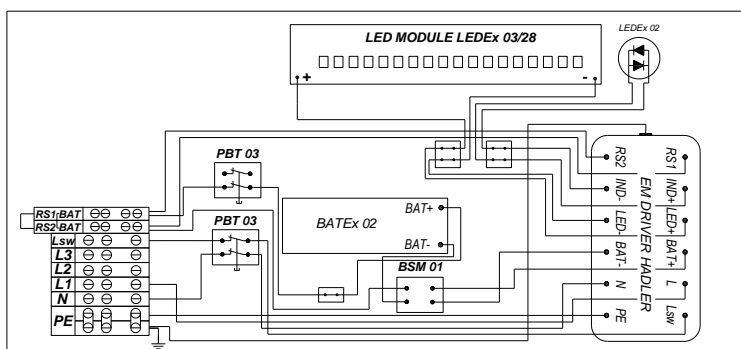 LED MODULE LEDEx 03/28
+
-
LEDEx 02
PBT 03
PBT 03
RS1;BAT
RS2-BAT
Lsw
L3
L2
L1
N
PE
BATEx 02
BAT+
BAT-
BSM 01
EM DRIVER HADLER
RS2
IND-
LED-
BAT-
N
PE
RS1
IND+
LED+
BAT+
L
Lsw